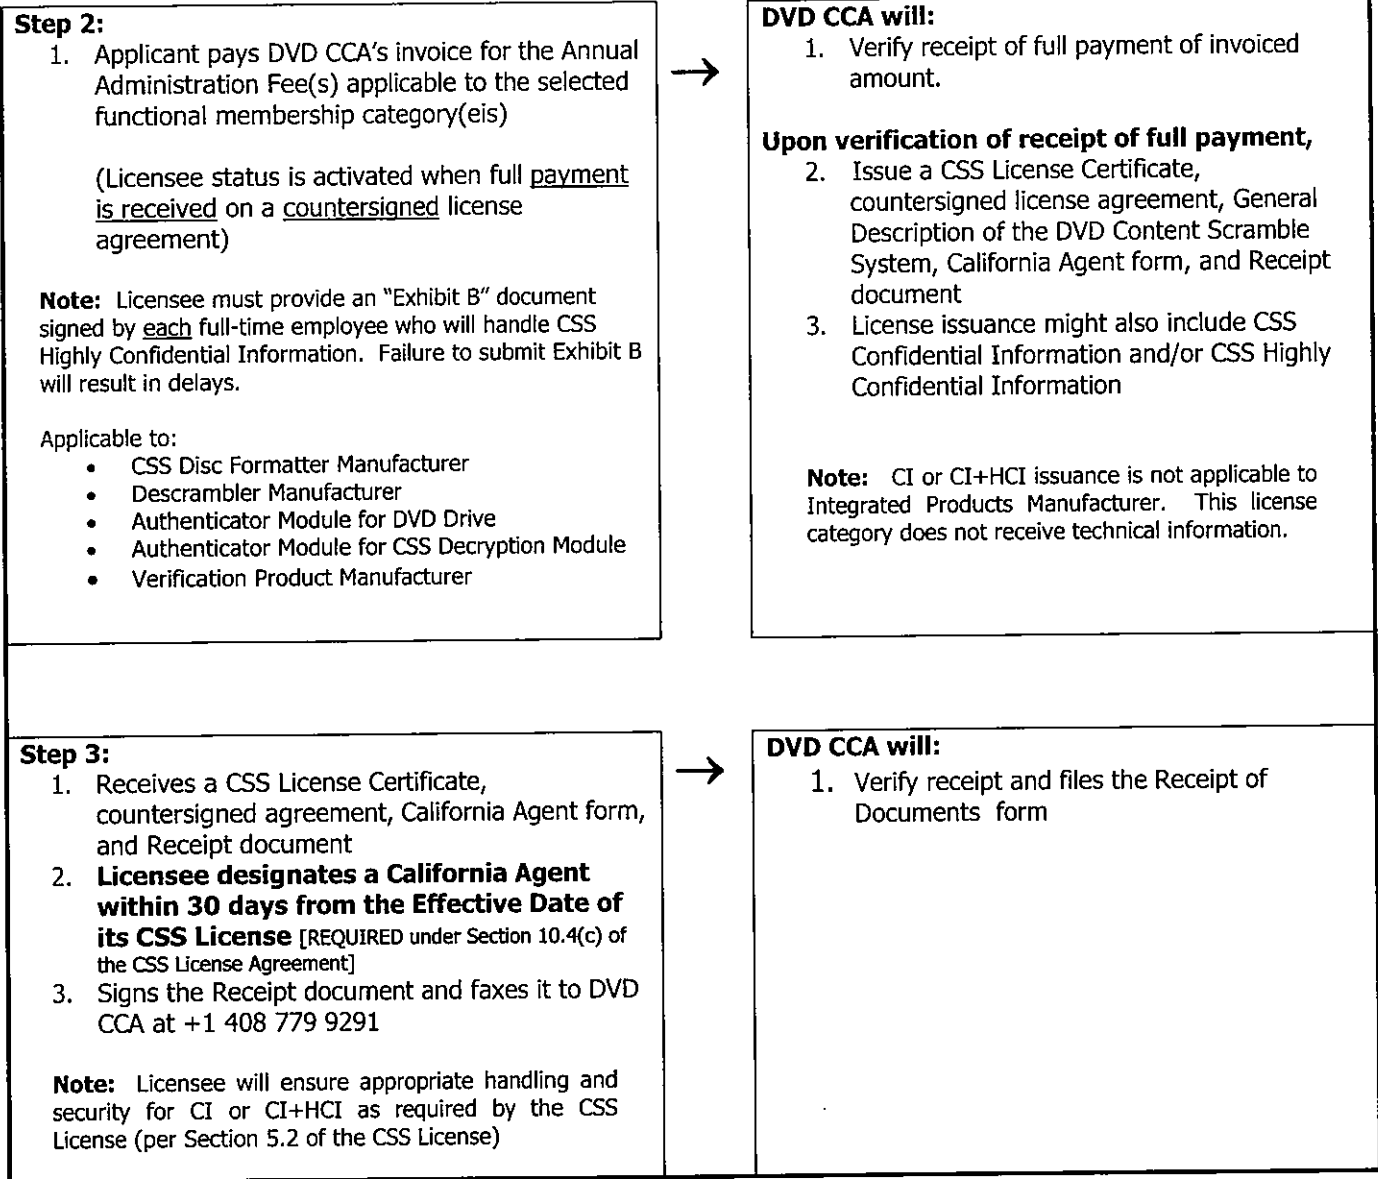 Step 2:
1. Applicant pays DVD CCA's invoice for the Annual
Administration Fee(s) applicable to the selected
functional membership category(eis)
(Licensee status is activated when full payment
is received on a countersigned license
agreement)
Note: Licensee must provide an "Exhibit B" document
signed by each full-time employee who will handle CSS
Highly Confidential Information. Failure to submit Exhibit B
will result in delays.
Applicable to:
• CSS Disc Formatter Manufacturer
• Descrambler Manufacturer
• Authenticator Module for DVD Drive
• Authenticator Module for CSS Decryption Module
• Verification Product Manufacturer
→
DVD CCA will:
1. Verify receipt of full payment of invoiced
amount.
Upon verification of receipt of full payment,
2. Issue a CSS License Certificate,
countersigned license agreement, General
Description of the DVD Content Scramble
System, California Agent form, and Receipt
document
3. License issuance might also include CSS
Confidential Information and/or CSS Highly
Confidential Information
Note: CI or CI+HCI issuance is not applicable to
Integrated Products Manufacturer. This license
category does not receive technical information.
Step 3:
1. Receives a CSS License Certificate,
countersigned agreement, California Agent form,
and Receipt document
2. Licensee designates a California Agent
within 30 days from the Effective Date of
its CSS License [REQUIRED under Section 10.4(c) of
the CSS License Agreement]
3. Signs the Receipt document and faxes it to DVD
CCA at +1 408 779 9291
Note: Licensee will ensure appropriate handling and
security for CI or CI+HCI as required by the CSS
License (per Section 5.2 of the CSS License)
→
DVD CCA will:
1. Verify receipt and files the Receipt of
Documents form